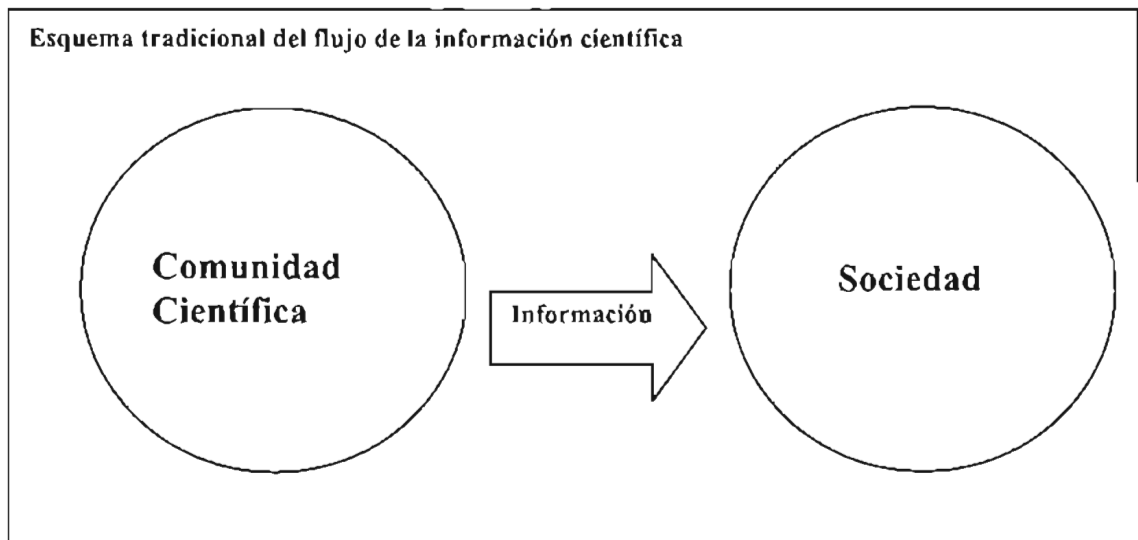 Esquema tradicional del flujo de la información científica
Comunidad
Científica
Información
Sociedad